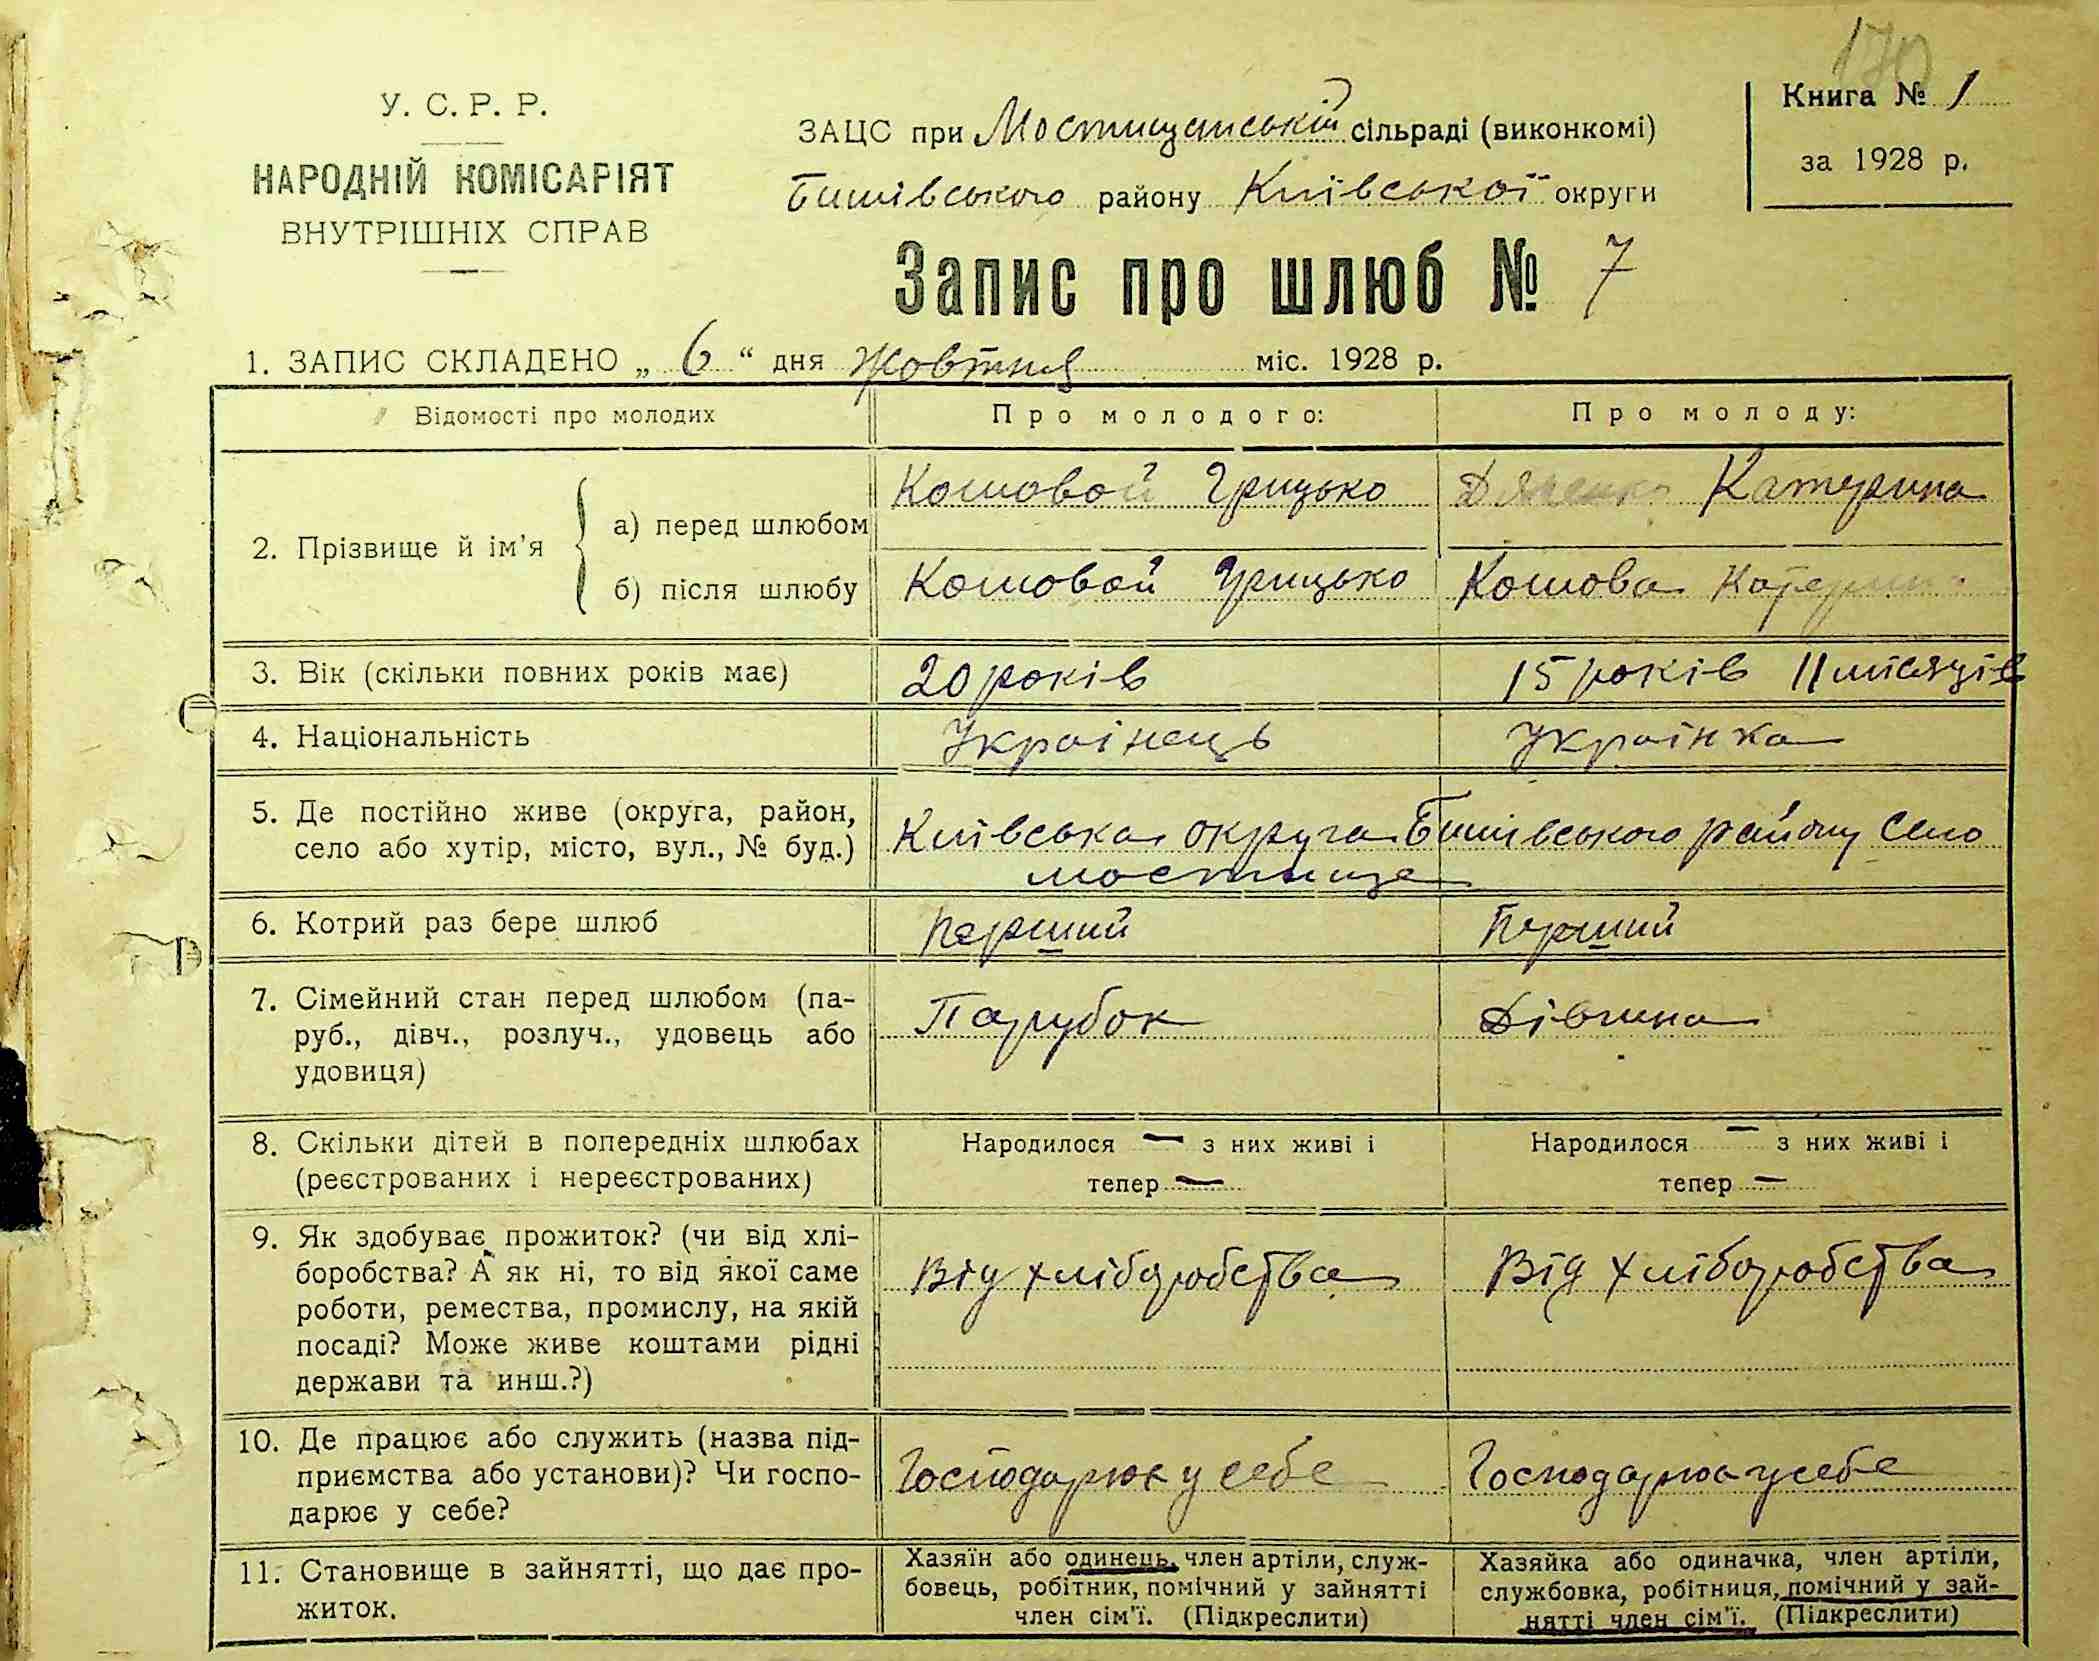 170
У. С. Р. Р.
НАРОДНІЙ КОМІСАРІЯТ
ВНУТРІШНІХ СПРАВ
ЗАЦС при Мостищанській сільраді (виконкомі)
Бишівського району Київської округи
Книга № 1
за 1928 р.
Запис про шлюб № 7
1. ЗАПИС СКЛАДЕНО „ 6 “ дня Жовтня міс. 1928 р.
Відомості про молодих
Про молодого:
Про молоду:
2. Прізвище й ім’я
а) перед шлюбом
Кошовой Грицько
Катерина
б) після шлюбу
Кошовой Грицько
Кошова Катерина
3. Вік (скільки повних років має)
20 років
15 років 11 місяців
4. Національність
Українець
Українка
5. Де постійно живе (округа, район,
село або хутір, місто, вул., № буд.)
Київська округа Бишівського району село
мостище
6. Котрий раз бере шлюб
перший
Перший
7. Сімейний стан перед шлюбом (па-
руб., дівч., розлуч., удовець або
удовиця)
Парубок
Дівчина
8. Скільки дітей в попередніх шлюбах
(реєстрованих і нереєстрованих)
Народилося — з них живі і
тепер —
Народилося — з них живі і
тепер —
9. Як здобуває прожиток? (чи від хлі-
боробства? А як ні, то від якої саме
роботи, ремества, промислу, на якій
посаді? Може живе коштами рідні
держави та инш.?)
Від хліборобства
Від хліборобства
10. Де працює або служить (назва під-
приємства або установи)? Чи госпо-
дарює у себе?
Господарює у себе
Господарює у себе
11. Становище в зайнятті, що дає про-
житок.
Хазяїн або одинець, член артіли, служ-
бовець, робітник, помічний у зайнятті
член сім’ї. (Підкреслити)
Хазяйка або одиначка, член артіли,
службовка, робітниця, помічний у зай-
нятті член сім’ї. (Підкреслити)